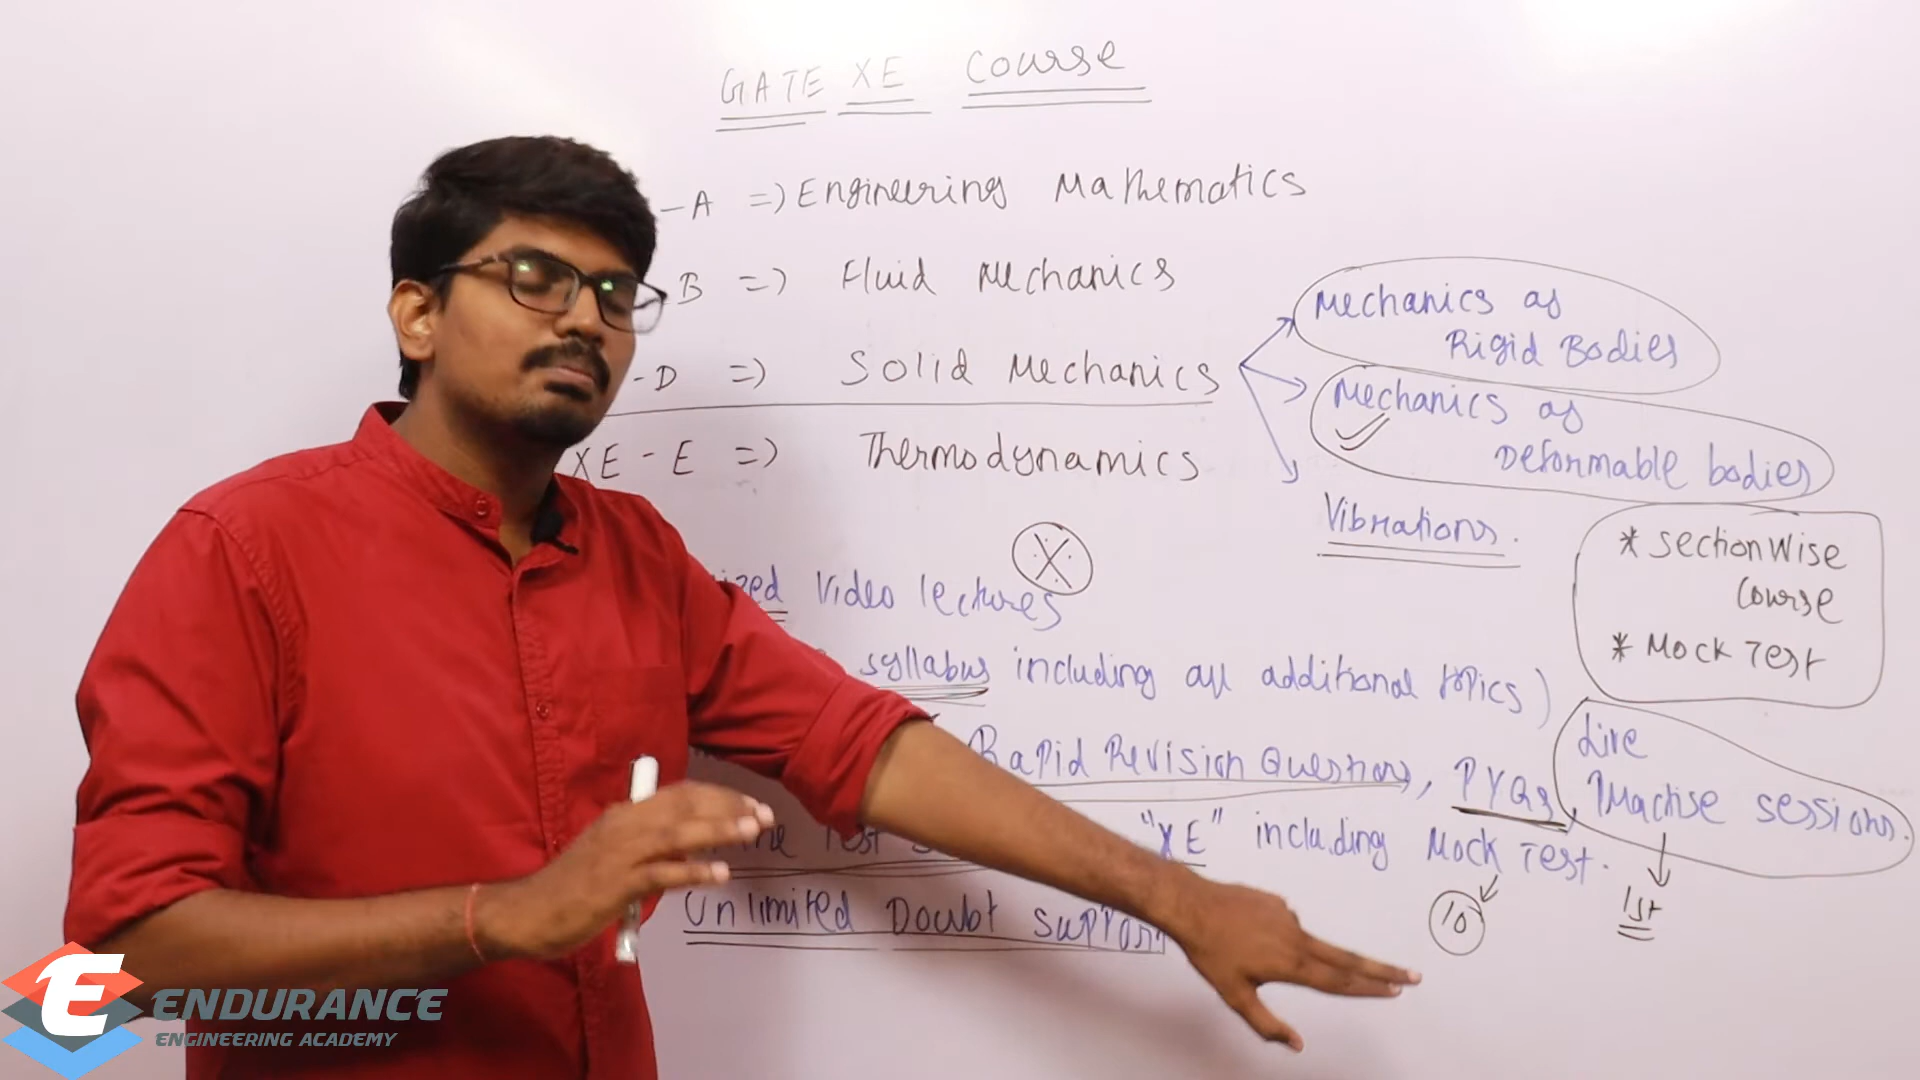 GATE XE Course
-A => Engineering Mathematics
B => Fluid Mechanics
-D => Solid Mechanics
XE - E => Thermodynamics
Mechanics of
Rigid Bodies
Mechanics of
Deformable bodies
Vibrations.
X
ized Video lectures
syllabus including all additional topics)
Rapid Revision Questions, PYQs,
"XE" including Mock Test.
10
Unlimited Doubt support
* Sectionwise
Course
* Mock Test
Live
Practise sessions.
1st
E ENDURANCE
ENGINEERING ACADEMY